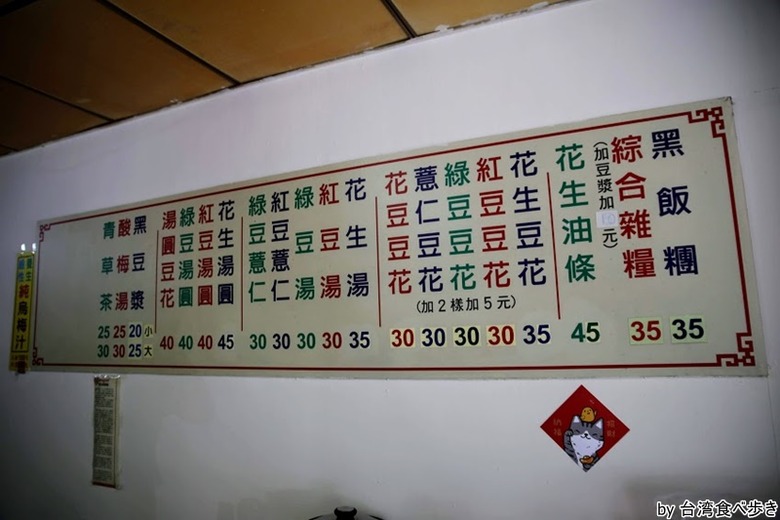 黑飯糰 35
綜合雜糧 35
(加豆漿加10元)
花生油條 45
花生豆花 35
紅豆豆花 30
綠豆豆花 30
薏仁豆花 30
花豆豆花 30
(加2樣加5元)
花生湯 35
紅豆湯 30
綠豆湯 30
紅豆薏仁 30
綠豆薏仁 30
花生湯圓 45
紅豆湯圓 40
綠豆湯圓 40
湯圓豆花 40
小 大
黑豆漿 20 25
酸梅湯 25 30
青草茶 25 30
純烏梅汁
招財
by 台湾食べ歩き